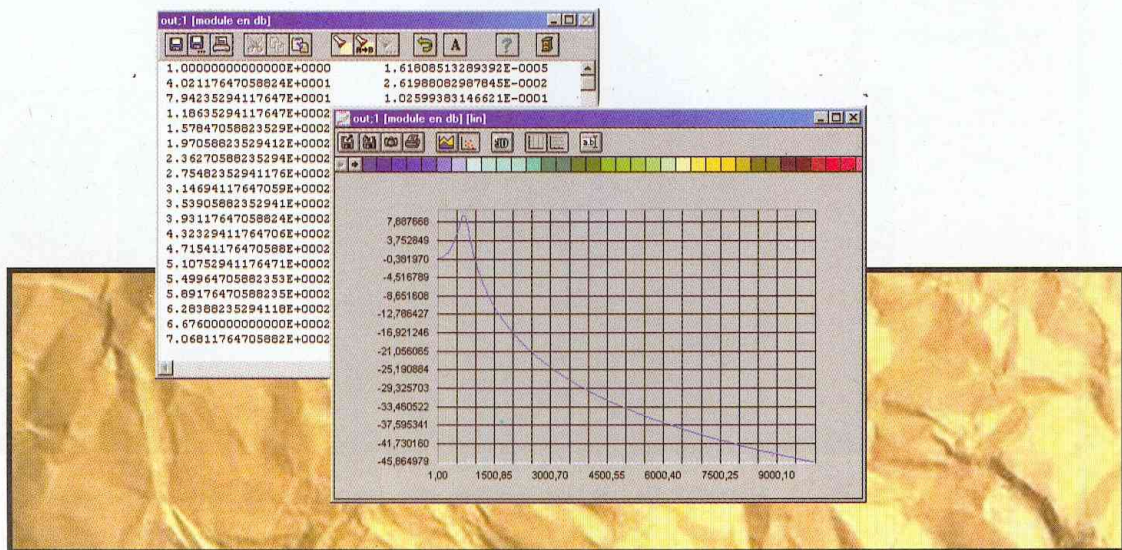 out;1 [module en db]
A
?
1.00000000000000E+0000 1.61808513289392E-0005
4.02117647058824E+0001 2.61988082987845E-0002
7.94235294117647E+0001 1.02599383146621E-0001
1.18635294117647E+0002
1.57847058823529E+0002
1.97058823529412E+0002
2.36270588235294E+0002
2.75482352941176E+0002
3.14694117647059E+0002
3.53905882352941E+0002
3.93117647058824E+0002
4.32329411764706E+0002
4.71541176470588E+0002
5.10752941176471E+0002
5.49964705882353E+0002
5.89176470588235E+0002
6.28388235294118E+0002
6.67600000000000E+0002
7.06811764705882E+0002
out;1 [module en db] [lin]
3D
ab
7,887668
3,752849
-0,381970
-4,516789
-8,651608
-12,786427
-16,921246
-21,056065
-25,190884
-29,325703
-33,460522
-37,595341
-41,730160
-45,864979
1,00 1500,85 3000,70 4500,55 6000,40 7500,25 9000,10